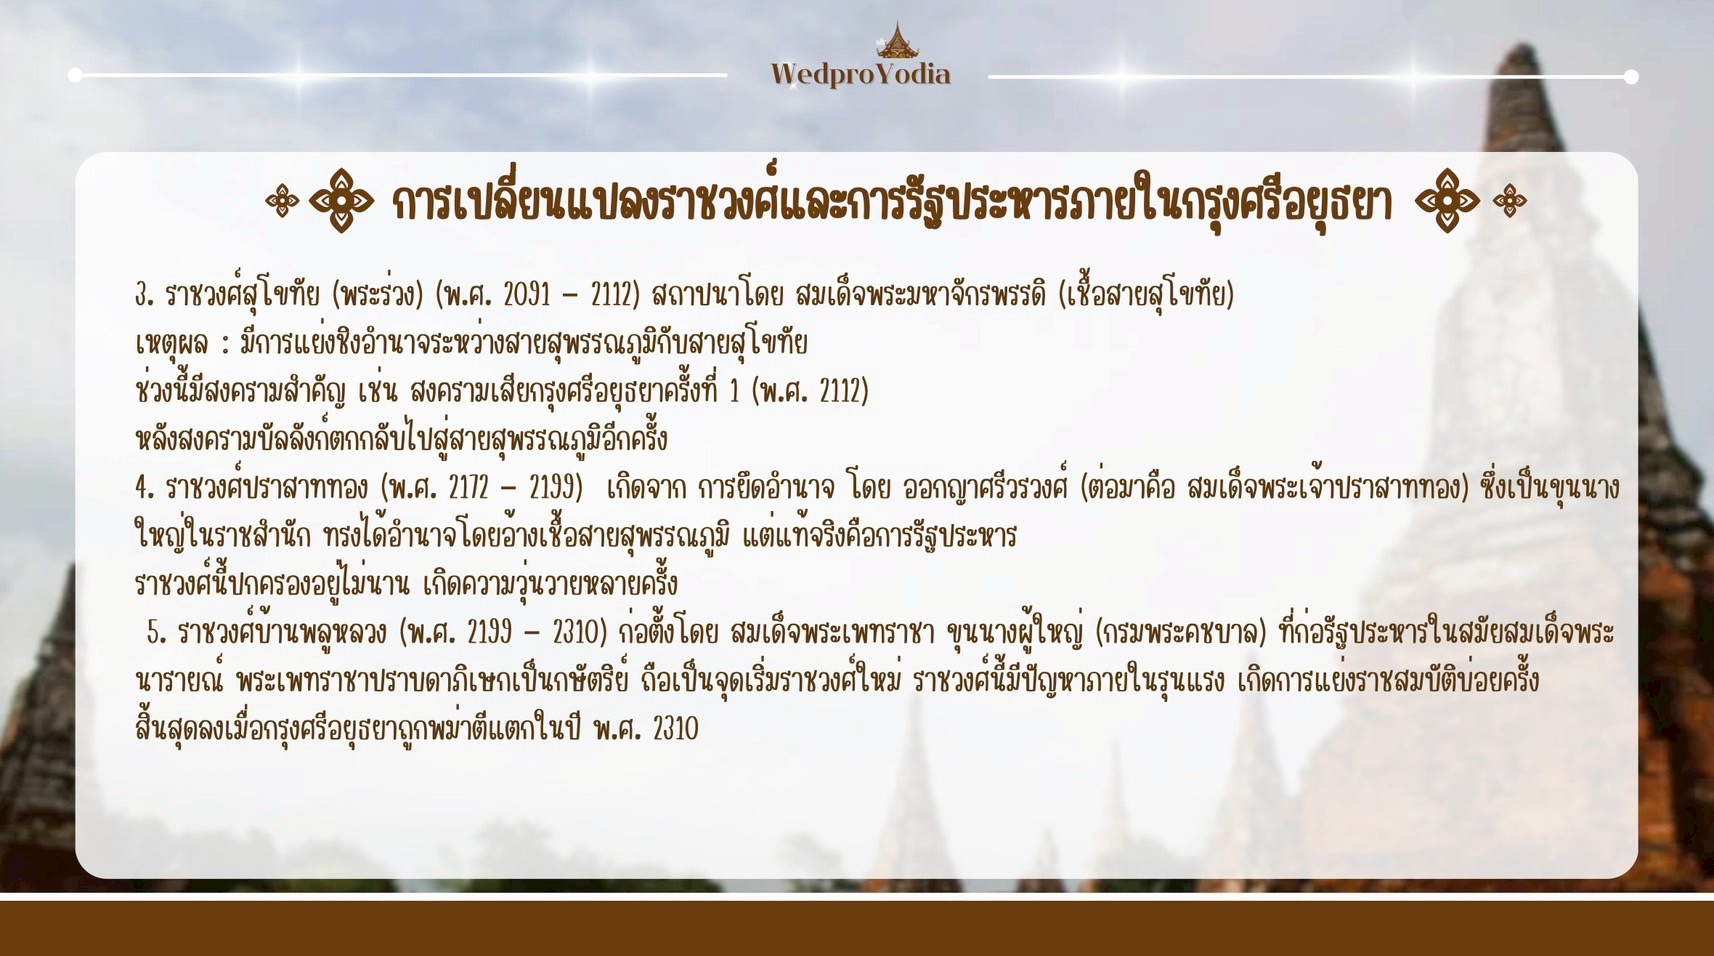 WedproYodia
การเปลี่ยนแปลงราชวงศ์และการรัฐประหารภายในกรุงศรีอยุธยา
3. ราชวงศ์สุโขทัย (พระร่วง) (พ.ศ. 2091 – 2112) สถาปนาโดย สมเด็จพระมหาจักรพรรดิ (เชื้อสายสุโขทัย)
เหตุผล : มีการแย่งชิงอำนาจระหว่างสายสุพรรณภูมิกับสายสุโขทัย
ช่วงนี้มีสงครามสำคัญ เช่น สงครามเสียกรุงศรีอยุธยาครั้งที่ 1 (พ.ศ. 2112)
หลังสงครามบัลลังก์ตกกลับไปสู่สายสุพรรณภูมิอีกครั้ง
4. ราชวงศ์ปราสาททอง (พ.ศ. 2172 – 2199) เกิดจาก การยึดอำนาจ โดย ออกญาศรีวรวงศ์ (ต่อมาคือ สมเด็จพระเจ้าปราสาททอง) ซึ่งเป็นขุนนาง
ใหญ่ในราชสำนัก ทรงได้อำนาจโดยอ้างเชื้อสายสุพรรณภูมิ แต่แท้จริงคือการรัฐประหาร
ราชวงศ์นี้ปกครองอยู่ไม่นาน เกิดความวุ่นวายหลายครั้ง
5. ราชวงศ์บ้านพลูหลวง (พ.ศ. 2199 – 2310) ก่อตั้งโดย สมเด็จพระเพทราชา ขุนนางผู้ใหญ่ (กรมพระคชบาล) ที่ก่อรัฐประหารในสมัยสมเด็จพระ
นารายณ์ พระเพทราชาปราบดาภิเษกเป็นกษัตริย์ ถือเป็นจุดเริ่มราชวงศ์ใหม่ ราชวงศ์นี้มีปัญหาภายในรุนแรง เกิดการแย่งราชสมบัติบ่อยครั้ง
สิ้นสุดลงเมื่อกรุงศรีอยุธยาถูกพม่าตีแตกในปี พ.ศ. 2310